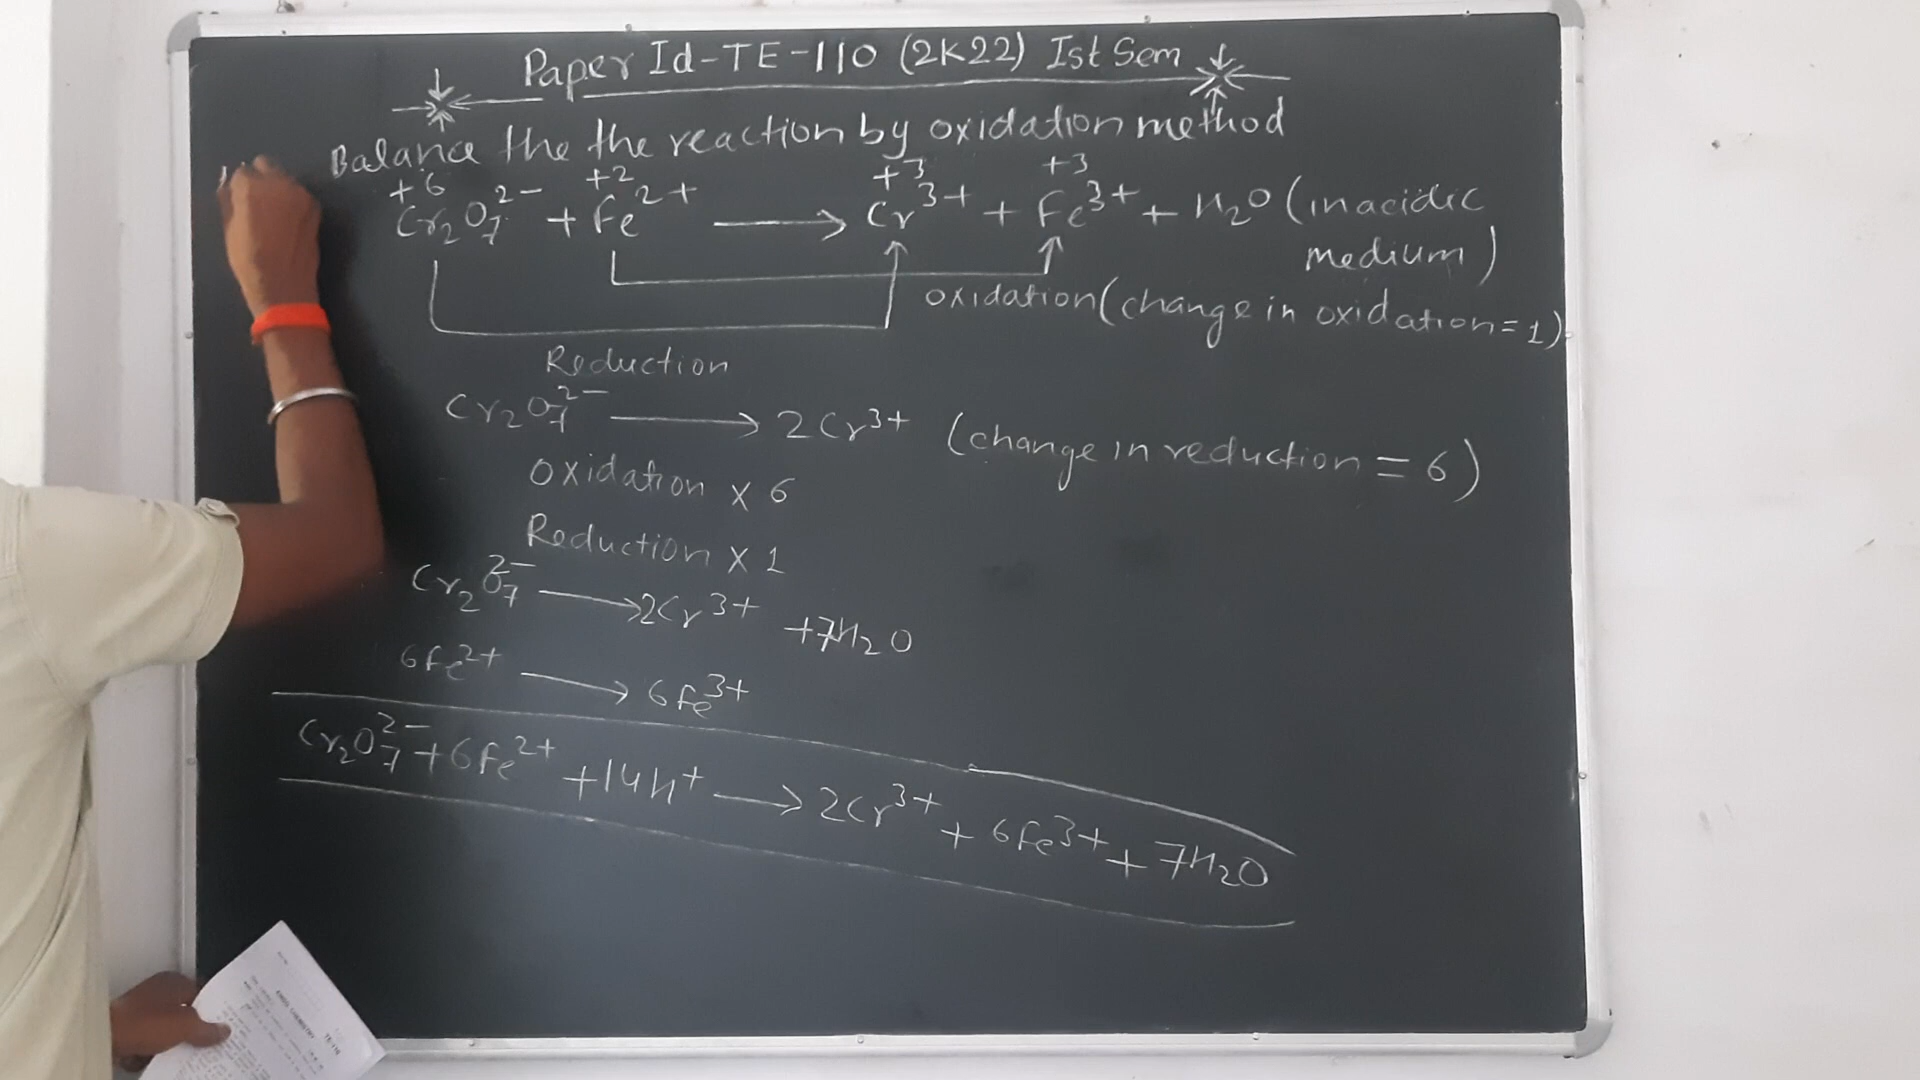 Paper Id-TE-110 (2K22) Ist Sem
Balance the the reaction by oxidation method
+6 +2 +3 +3
Cr₂O₇²⁻ + Fe²⁺ ⟶ Cr³⁺ + Fe³⁺ + H₂O (in acidic
medium)
oxidation (change in oxidation = 1)
Reduction
Cr₂O₇²⁻ ⟶ 2Cr³⁺ (change in reduction = 6)
Oxidation × 6
Reduction × 1
Cr₂O₇²⁻ ⟶ 2Cr³⁺ + 7H₂O
6Fe²⁺ ⟶ 6Fe³⁺
Cr₂O₇²⁻ + 6Fe²⁺ + 14H⁺ ⟶ 2Cr³⁺ + 6Fe³⁺ + 7H₂O